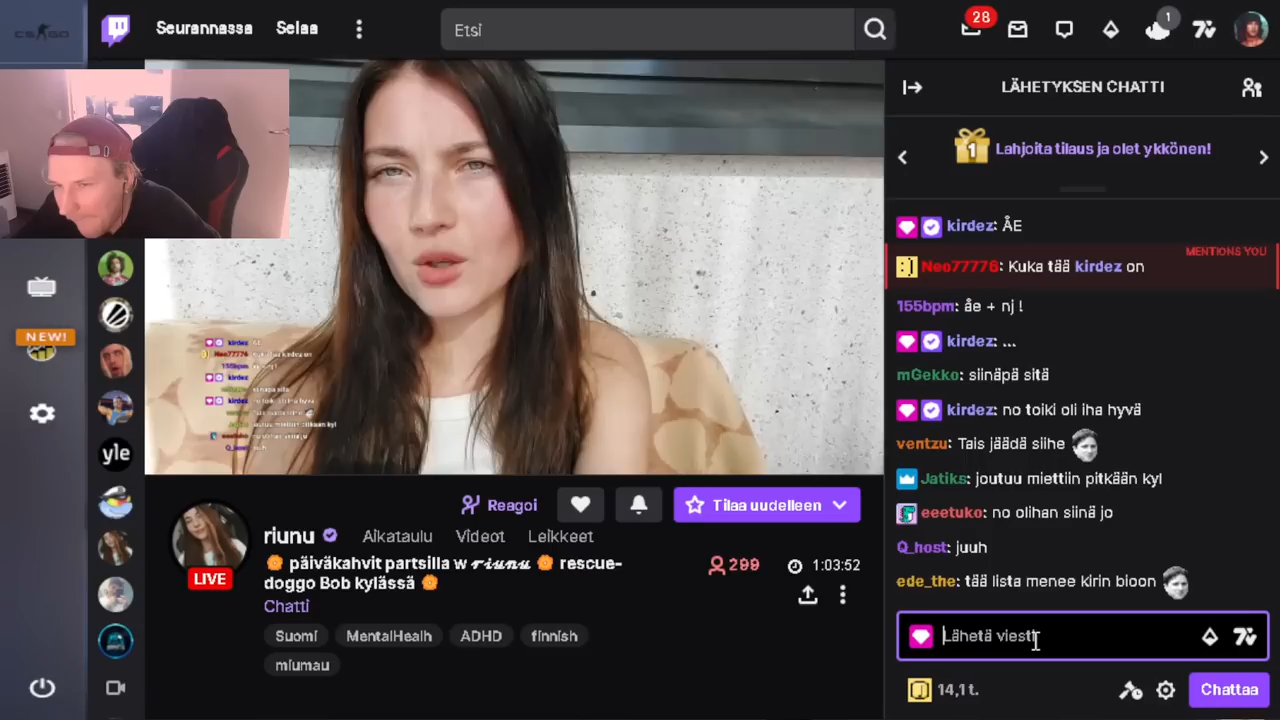 CS:GO
Seurannassa
Selaa
Etsi
28
1
LÄHETYKSEN CHATTI
1
Lahjoita tilaus ja olet ykkönen!
kirdez: ÅE
MENTIONS YOU
Neo77776: Kuka tää kirdez on
155bpm: åe + nj !
kirdez: ...
mGekko: siinäpä sitä
kirdez: no toiki oli iha hyvä
ventzu: Tais jäädä siihe
Jatiks: joutuu miettiin pitkään kyl
eeetuko: no olihan siinä jo
Q_host: juuh
ede_the: tää lista menee kirin bioon
Lähetä viesti
14,1 t.
Chattaa
NEW!
yle
Reagoi
Tilaa uudelleen
riunu
Aikataulu
Videot
Leikkeet
LIVE
päiväkahvit partsilla w 𝓻𝓲𝓾𝓷𝓾 rescue-
doggo Bob kylässä
299
1:03:52
Chatti
Suomi
MentalHealh
ADHD
finnish
miumau